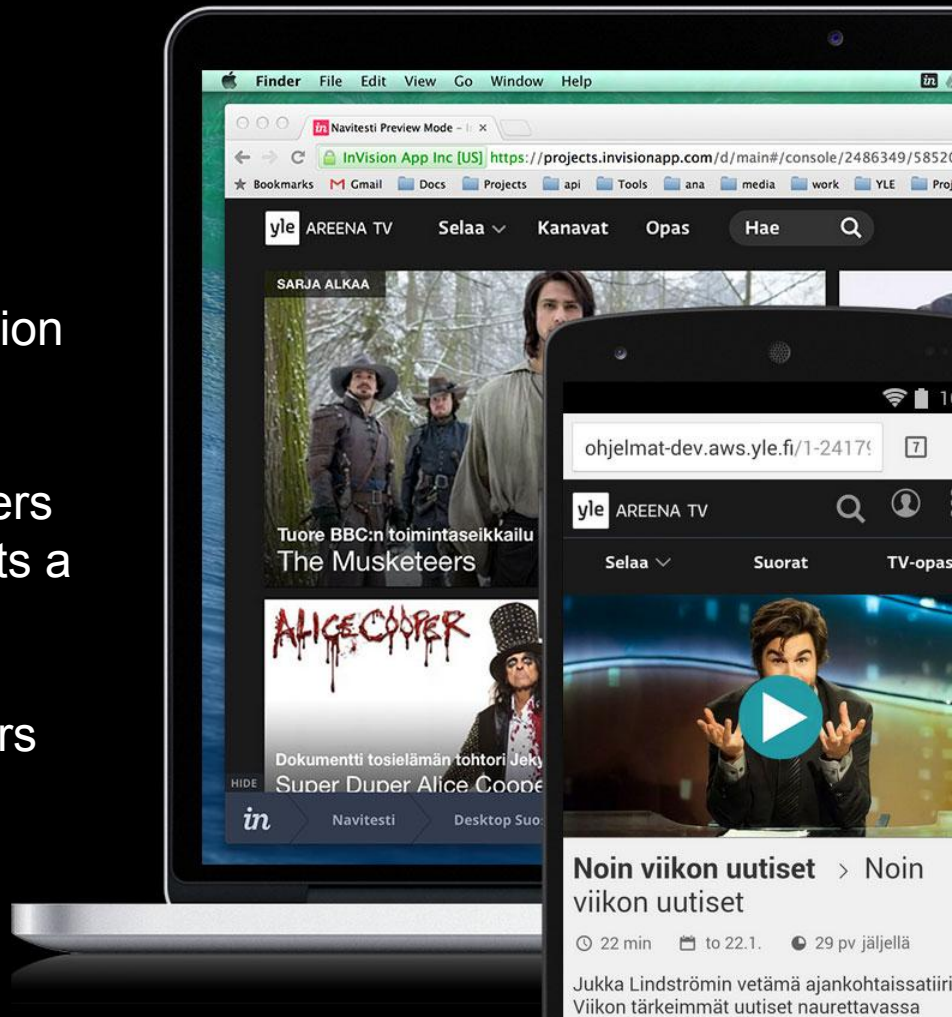 ion
ers
ts a
rs
Finder File Edit View Go Window Help
in
in Navitesti Preview Mode – I
InVision App Inc [US] https://projects.invisionapp.com/d/main#/console/2486349/58520
Bookmarks Gmail Docs Projects api Tools ana media work YLE Proj
yle AREENA TV Selaa Kanavat Opas Hae
SARJA ALKAA
Tuore BBC:n toimintaseikkailu
The Musketeers
ALICE COOPER
Dokumentti tosielämän tohtori Jeky
Super Duper Alice Coope
HIDE
in Navitesti Desktop Suo
ohjelmat-dev.aws.yle.fi/1-24179 7
yle AREENA TV
Selaa Suorat TV-opas
Noin viikon uutiset > Noin
viikon uutiset
22 min to 22.1. 29 pv jäljellä
Jukka Lindströmin vetämä ajankohtaissatiiri
Viikon tärkeimmät uutiset naurettavassa